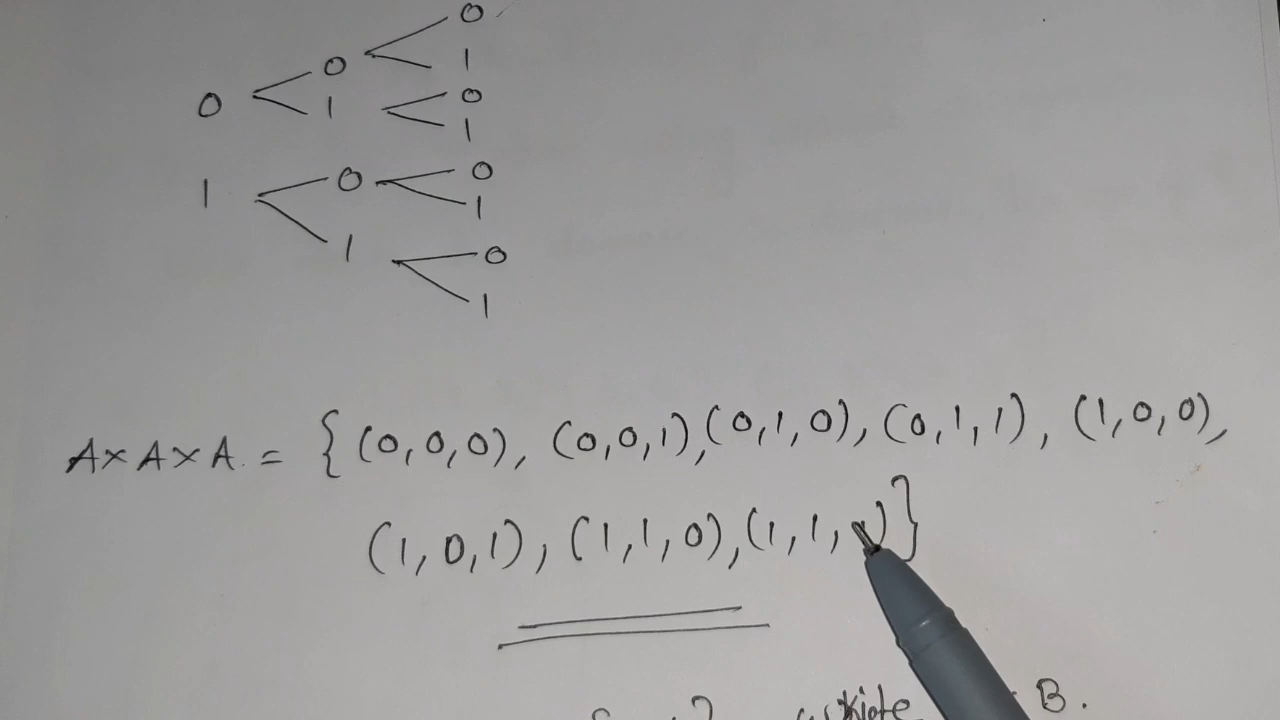 0
0 1
0 0 1
1 0 1
0 0
1 1
1 0
1
A × A × A. = {(0,0,0), (0,0,1),(0,1,0), (0,1,1), (1,0,0),
(1,0,1), (1,1,0),(1,1, )}
B.